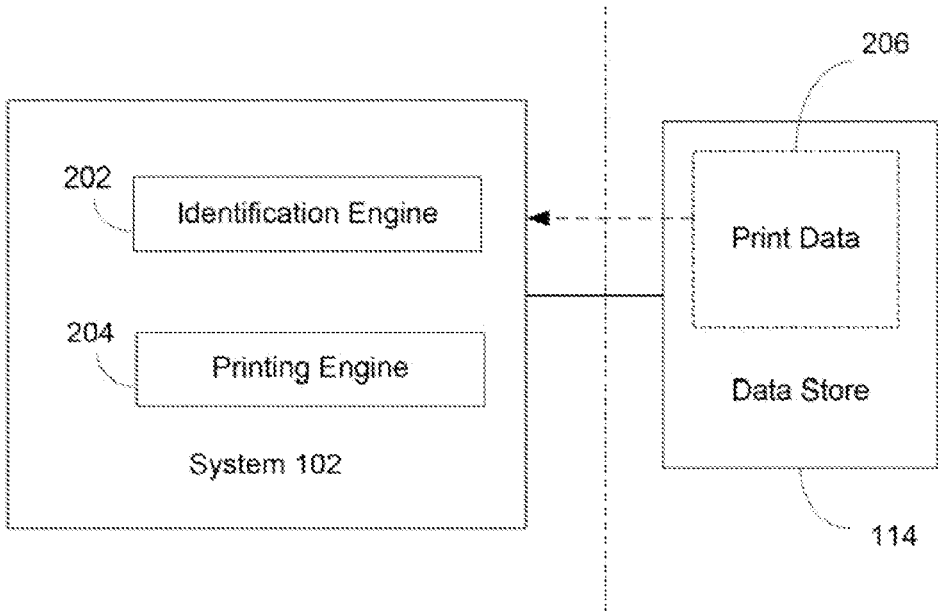 206
202
Identification Engine
Print Data
204
Printing Engine
Data Store
System 102
114